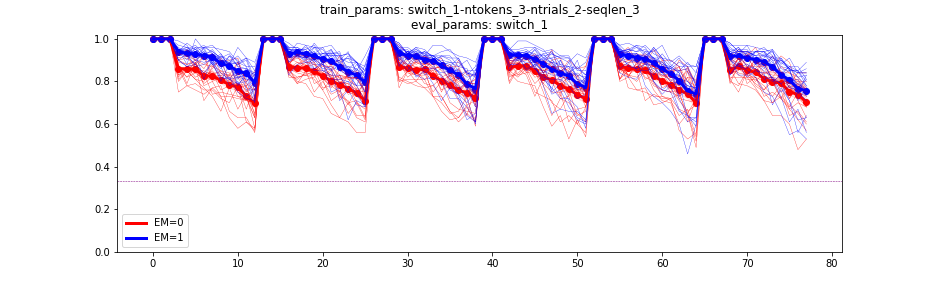 train_params: switch_1-ntokens_3-ntrials_2-seqlen_3
eval_params: switch_1
1.0
0.8
0.6
0.4
0.2
0.0
EM=0
EM=1
0 10 20 30 40 50 60 70 80